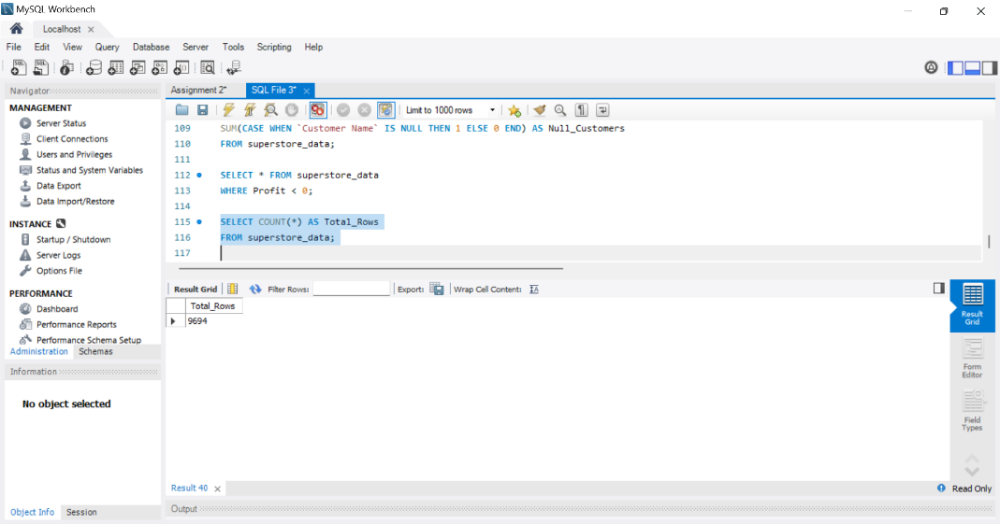 MySQL Workbench
Localhost
File Edit View Query Database Server Tools Scripting Help
Navigator
MANAGEMENT
Server Status
Client Connections
Users and Privileges
Status and System Variables
Data Export
Data Import/Restore
INSTANCE
Startup / Shutdown
Server Logs
Options File
PERFORMANCE
Dashboard
Performance Reports
Performance Schema Setup
Administration Schemas
Information
No object selected
Object Info Session
Assignment 2* SQL File 3*
Limit to 1000 rows
109 SUM(CASE WHEN `Customer Name` IS NULL THEN 1 ELSE 0 END) AS Null_Customers
110 FROM superstore_data;
111
112 SELECT * FROM superstore_data
113 WHERE Profit < 0;
114
115 SELECT COUNT(*) AS Total_Rows
116 FROM superstore_data;
117
Result Grid Filter Rows: Export: Wrap Cell Content:
Total_Rows
9694
Result
Grid
Form
Editor
Field
Types
Result 40
Read Only
Output